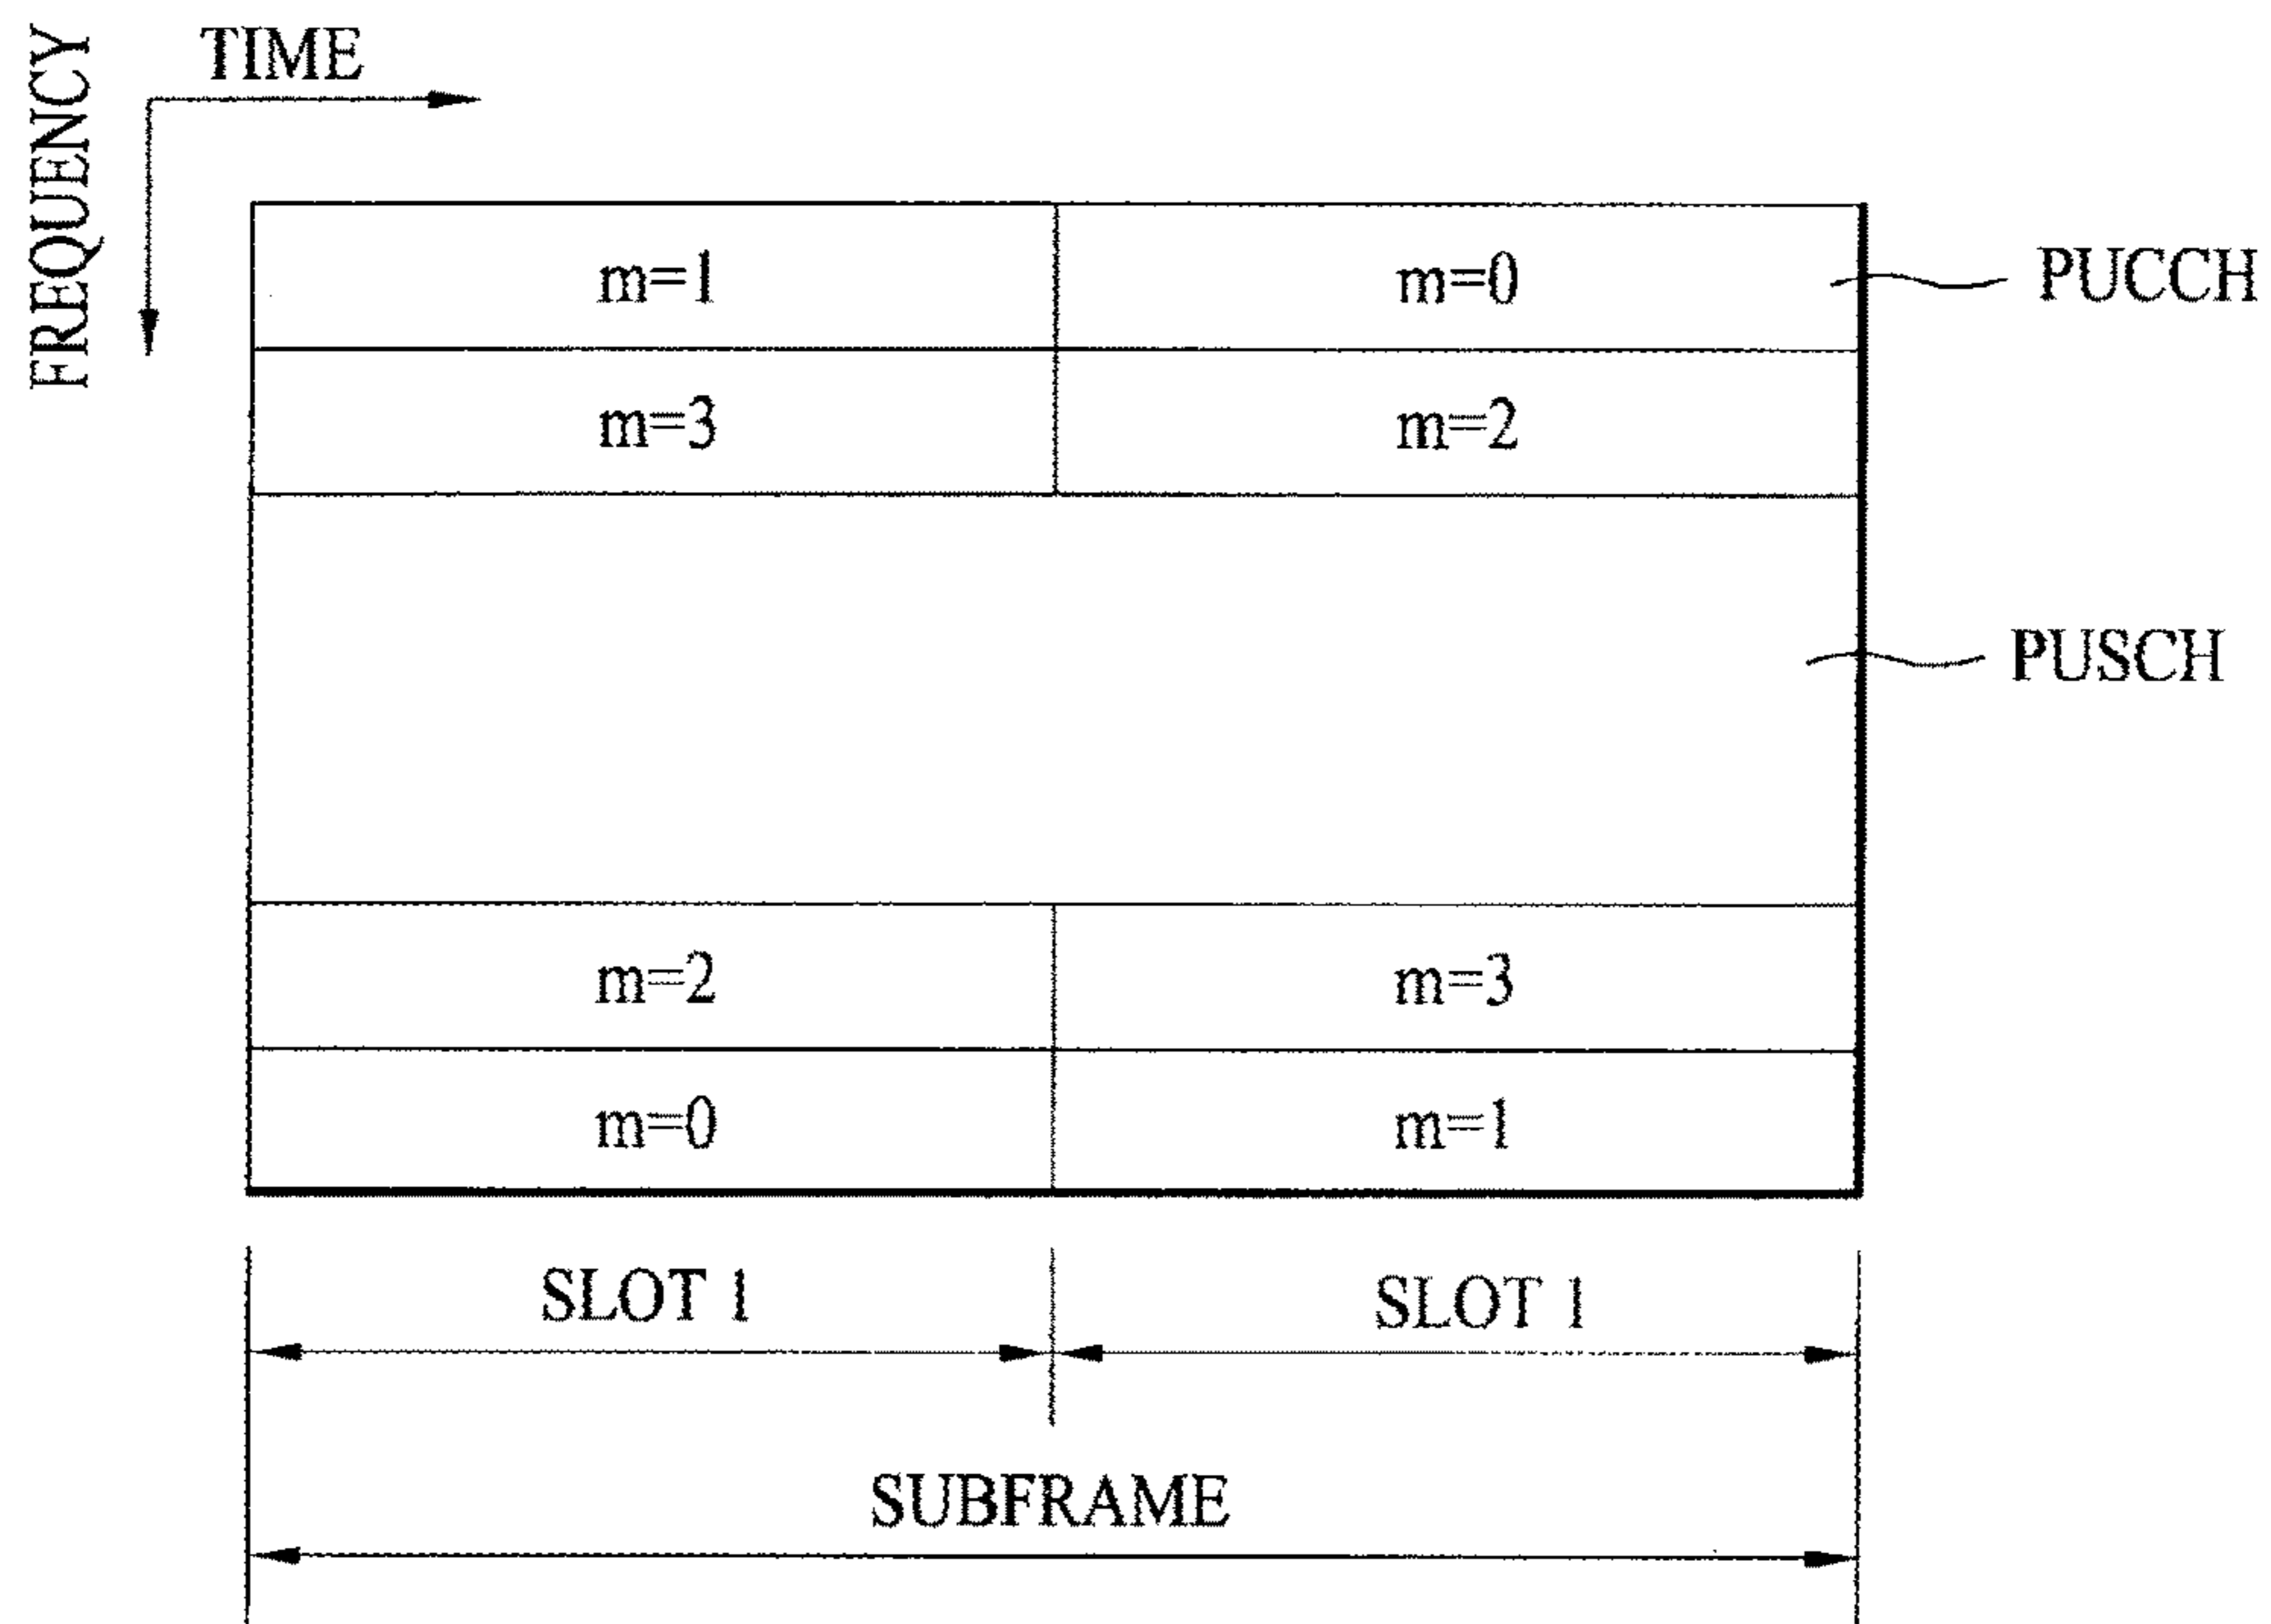 TIME
FREQUENCY
m=1 m=0 PUCCH
m=3 m=2
PUSCH
m=2 m=3
m=0 m=1
SLOT 1 SLOT 1
SUBFRAME